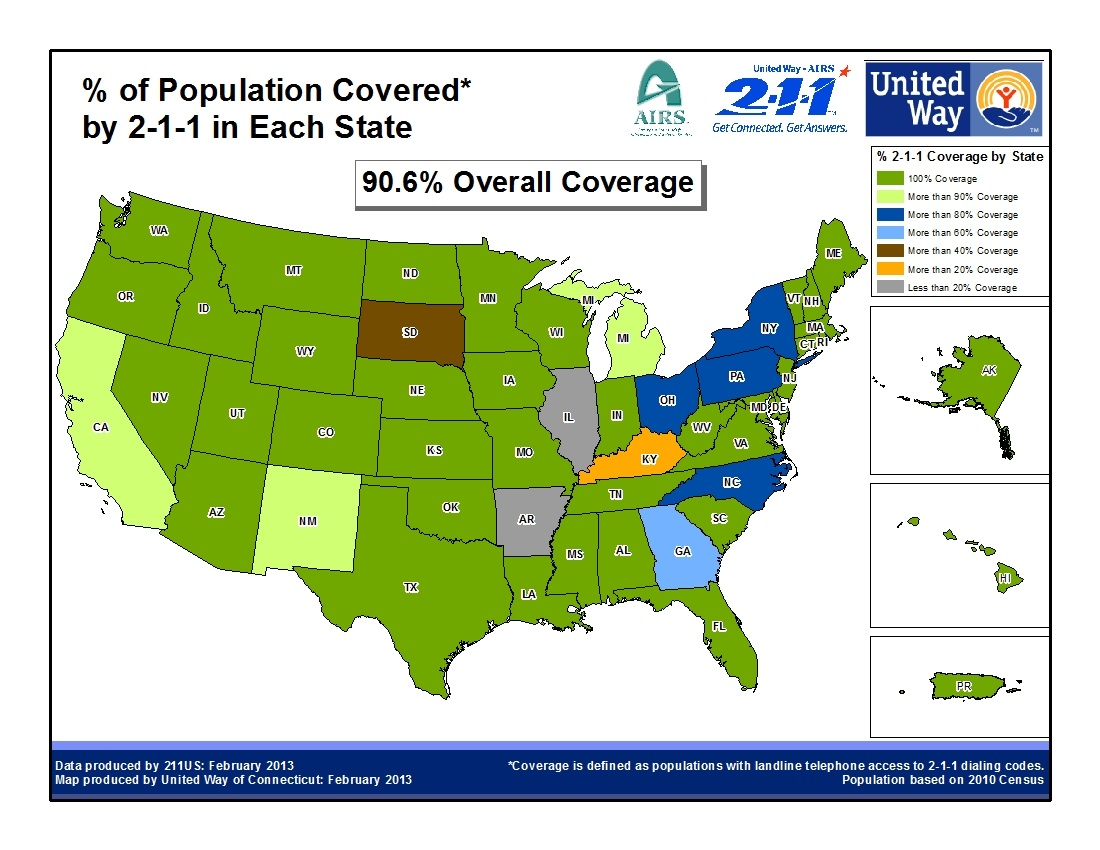 % of Population Covered*
by 2-1-1 in Each State
AIRS
United Way - AIRS
2-1-1
Get Connected. Get Answers.
United
Way
TM
90.6% Overall Coverage
% 2-1-1 Coverage by State
100% Coverage
More than 90% Coverage
More than 80% Coverage
More than 60% Coverage
More than 40% Coverage
More than 20% Coverage
Less than 20% Coverage
WA
MT
ND
MN
ME
OR
ID
SD
WI
MI
VT
NH
WY
MI
NY
MA
CT
RI
NV
UT
NE
IA
PA
NJ
CA
CO
IL
IN
OH
MD
DE
WV
KS
MO
KY
VA
AZ
NM
OK
AR
TN
NC
SC
MS
AL
GA
TX
LA
FL
AK
HI
PR
Data produced by 211US: February 2013
Map produced by United Way of Connecticut: February 2013
*Coverage is defined as populations with landline telephone access to 2-1-1 dialing codes.
Population based on 2010 Census